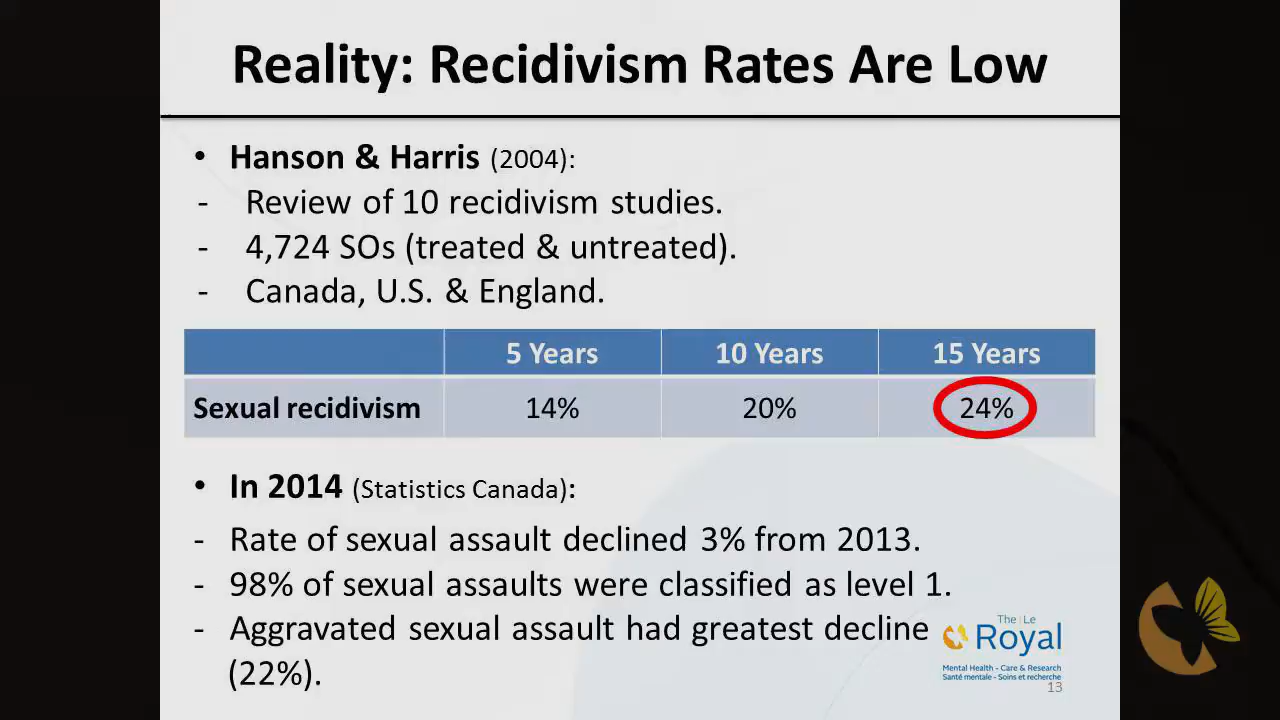 Reality: Recidivism Rates Are Low
• Hanson & Harris (2004):
- Review of 10 recidivism studies.
- 4,724 SOs (treated & untreated).
- Canada, U.S. & England.
5 Years 10 Years 15 Years
Sexual recidivism 14% 20% 24%
• In 2014 (Statistics Canada):
- Rate of sexual assault declined 3% from 2013.
- 98% of sexual assaults were classified as level 1.
- Aggravated sexual assault had greatest decline
(22%).
The | Le
Royal
Mental Health - Care & Research
Santé mentale - Soins et recherche
13